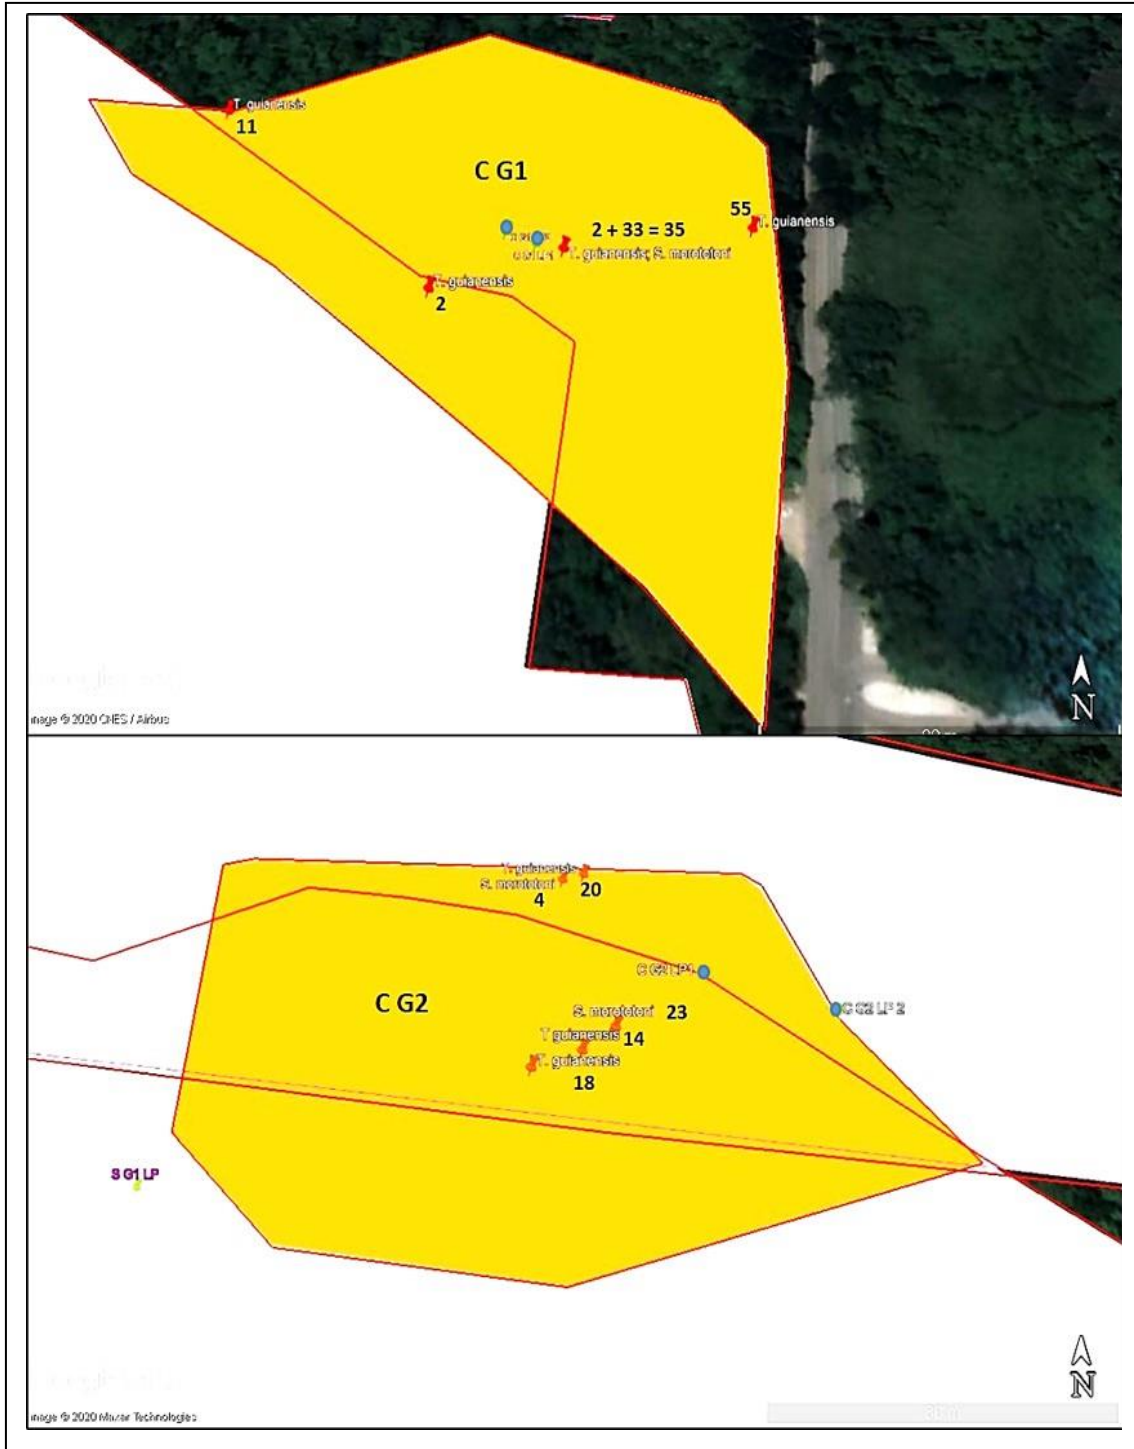 T. guianensis
11
C G1
55
T. guianensis
2 + 33 = 35
T. guianensis; S. morototoni
T. guianensis
2
N
mage © 2020 CNES / Airbus
T. guianensis
S. morototoni
4
20
C G2 LP1
C G2
C G2 LP 2
S. morototoni
23
T guianensis
14
T. guianensis
18
S G1 LP
N
mage © 2020 Maxar Technologies